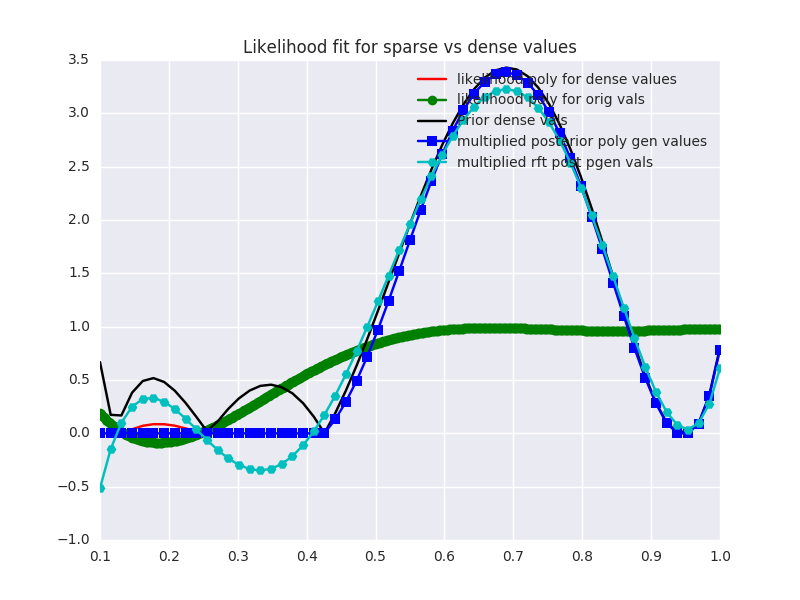 Likelihood fit for sparse vs dense values
3.5
3.0
2.5
2.0
1.5
1.0
0.5
0.0
−0.5
−1.0
likelihood poly for dense values
likelihood poly for orig vals
Prior dense vals
multiplied posterior poly gen values
multiplied rft post pgen vals
0.1 0.2 0.3 0.4 0.5 0.6 0.7 0.8 0.9 1.0